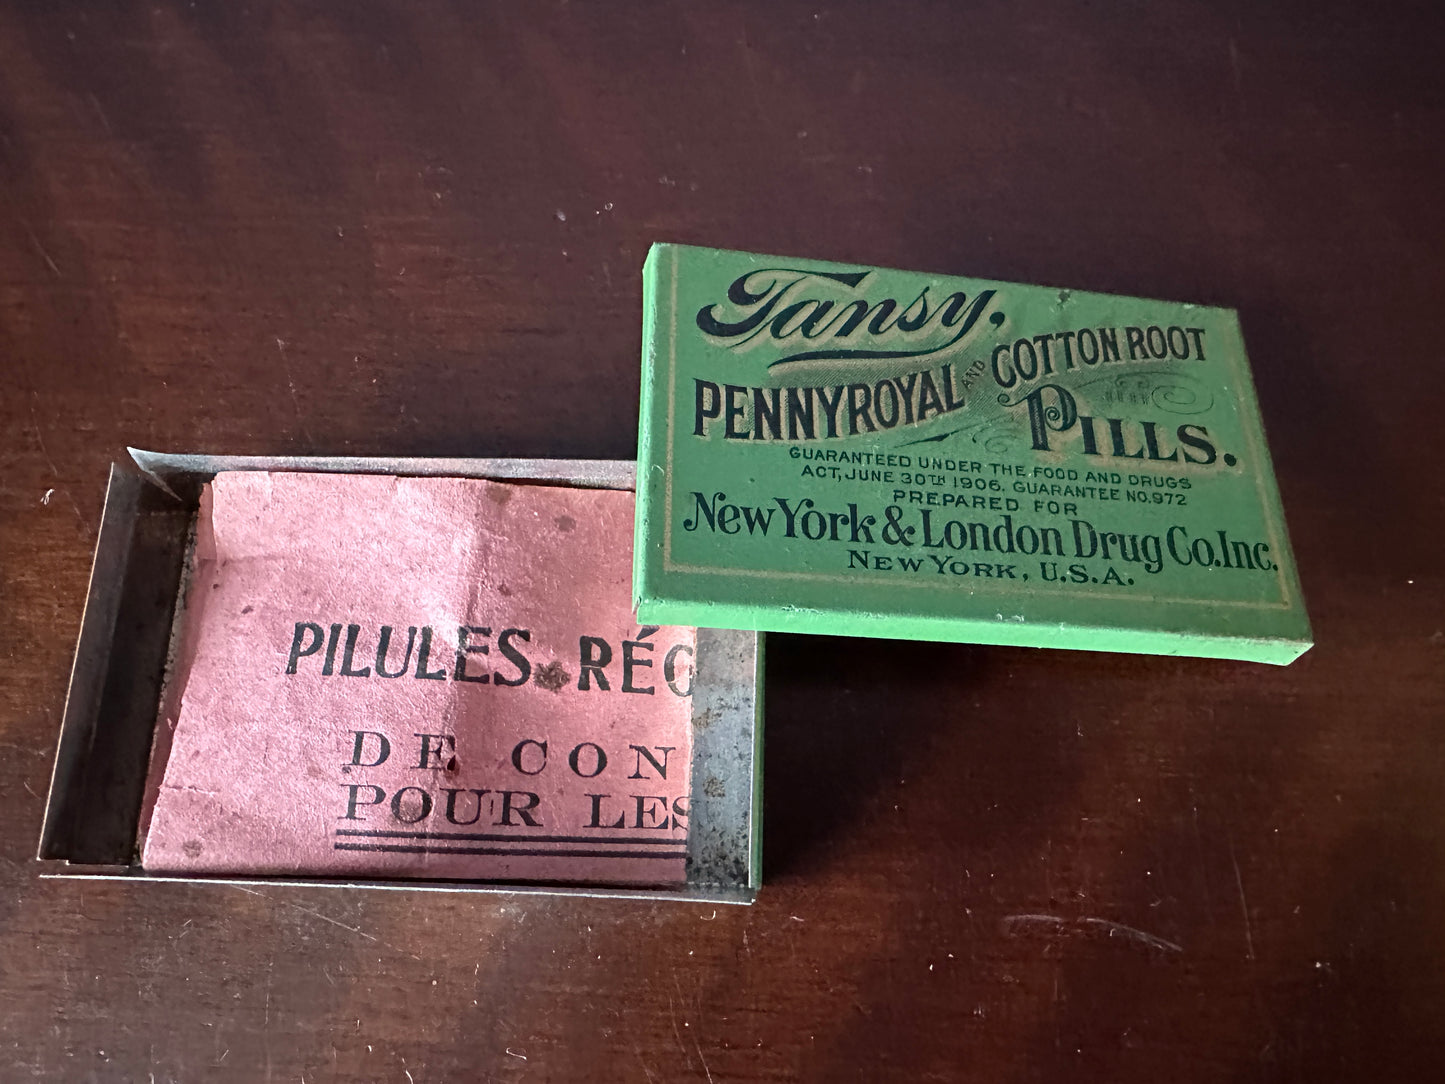 Tansy,
PENNYROYAL AND COTTON ROOT
PILLS.
GUARANTEED UNDER THE FOOD AND DRUGS
ACT, JUNE 30TH 1906. GUARANTEE NO. 972
PREPARED FOR
New York & London Drug Co. Inc.
NEW YORK, U.S.A.
PILULES RÉG
DE CON
POUR LES